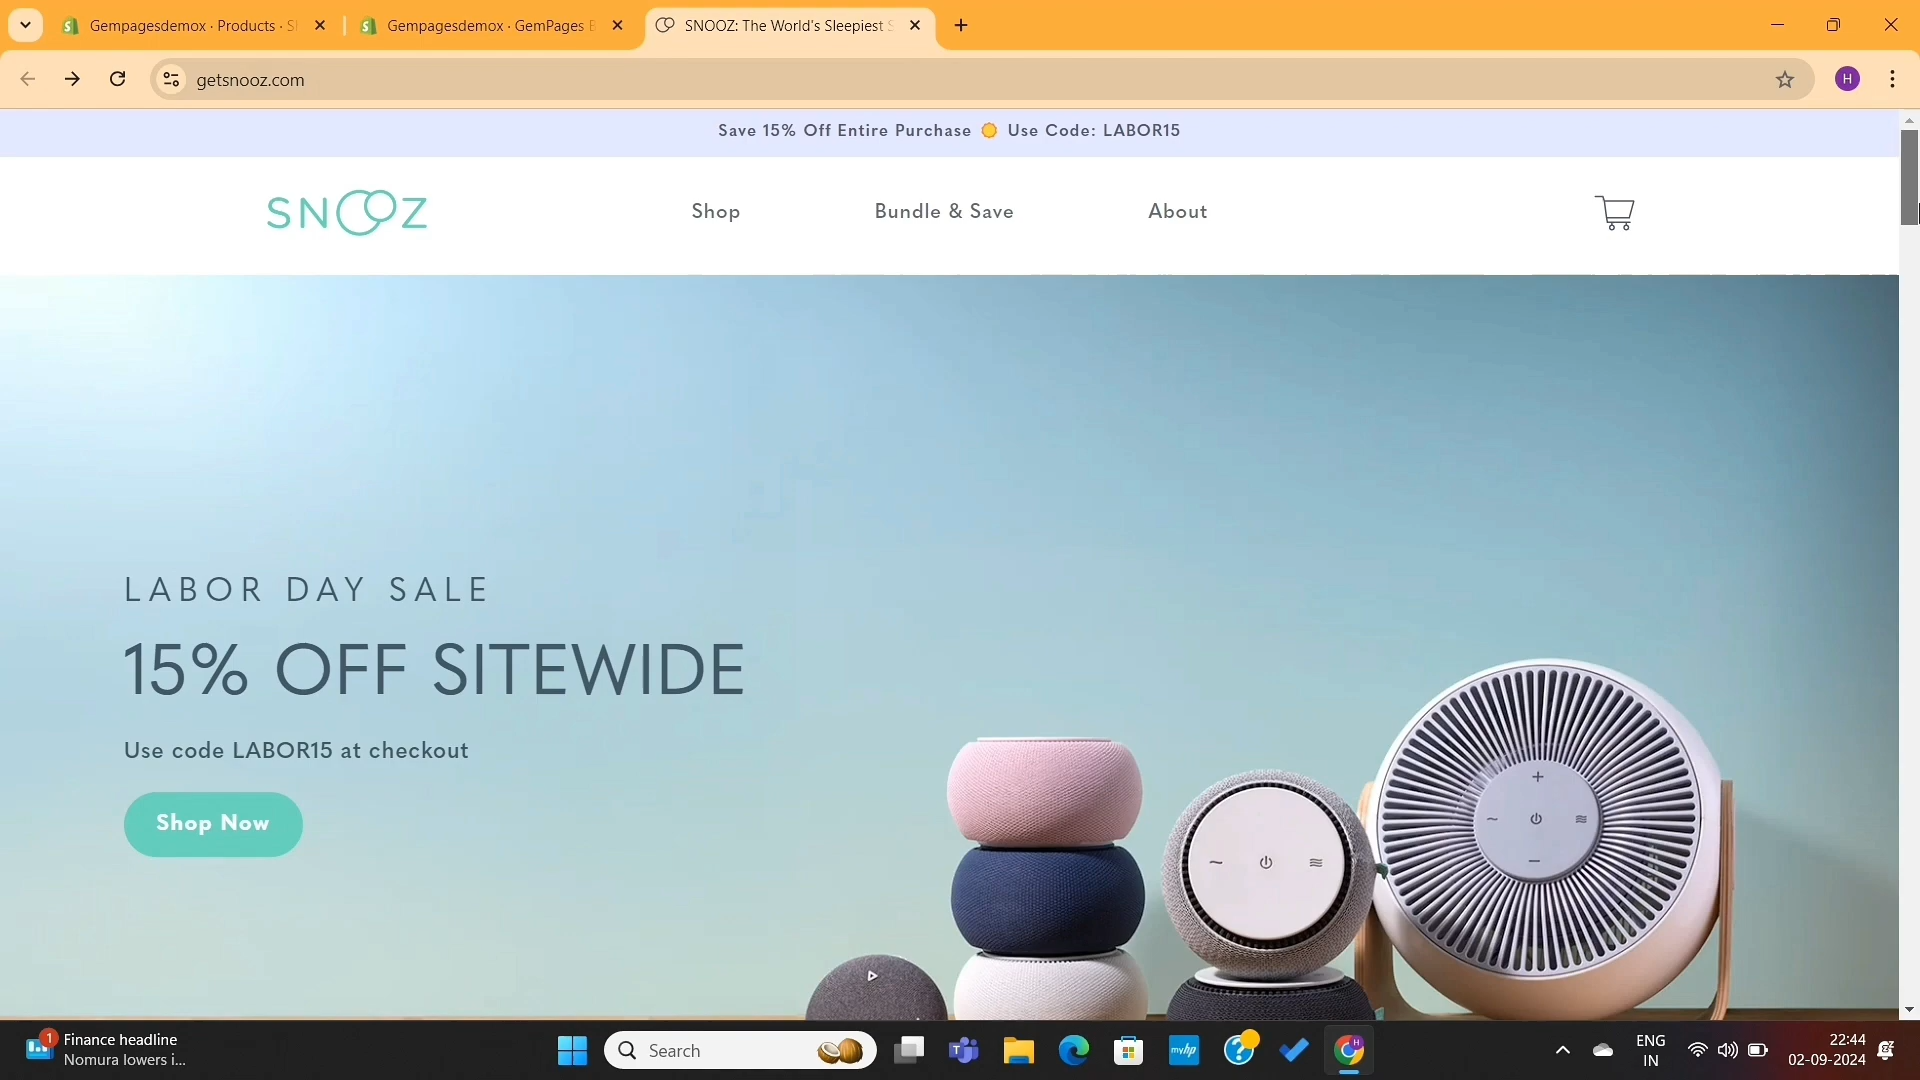 Gempagesdemox · Products · S
Gempagesdemox · GemPages B
SNOOZ: The World's Sleepiest S
getsnooz.com
H
Save 15% Off Entire Purchase 🌞 Use Code: LABOR15
SNOOZ
Shop
Bundle & Save
About
LABOR DAY SALE
15% OFF SITEWIDE
Use code LABOR15 at checkout
Shop Now
1
Finance headline
Nomura lowers i...
Search
myhp
H
ENG
IN
22:44
02-09-2024